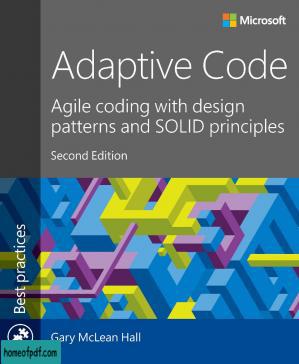 Microsoft
Adaptive Code
Agile coding with design
patterns and SOLID principles
Second Edition
Best practices
Gary McLean Hall
homeofpdf.com